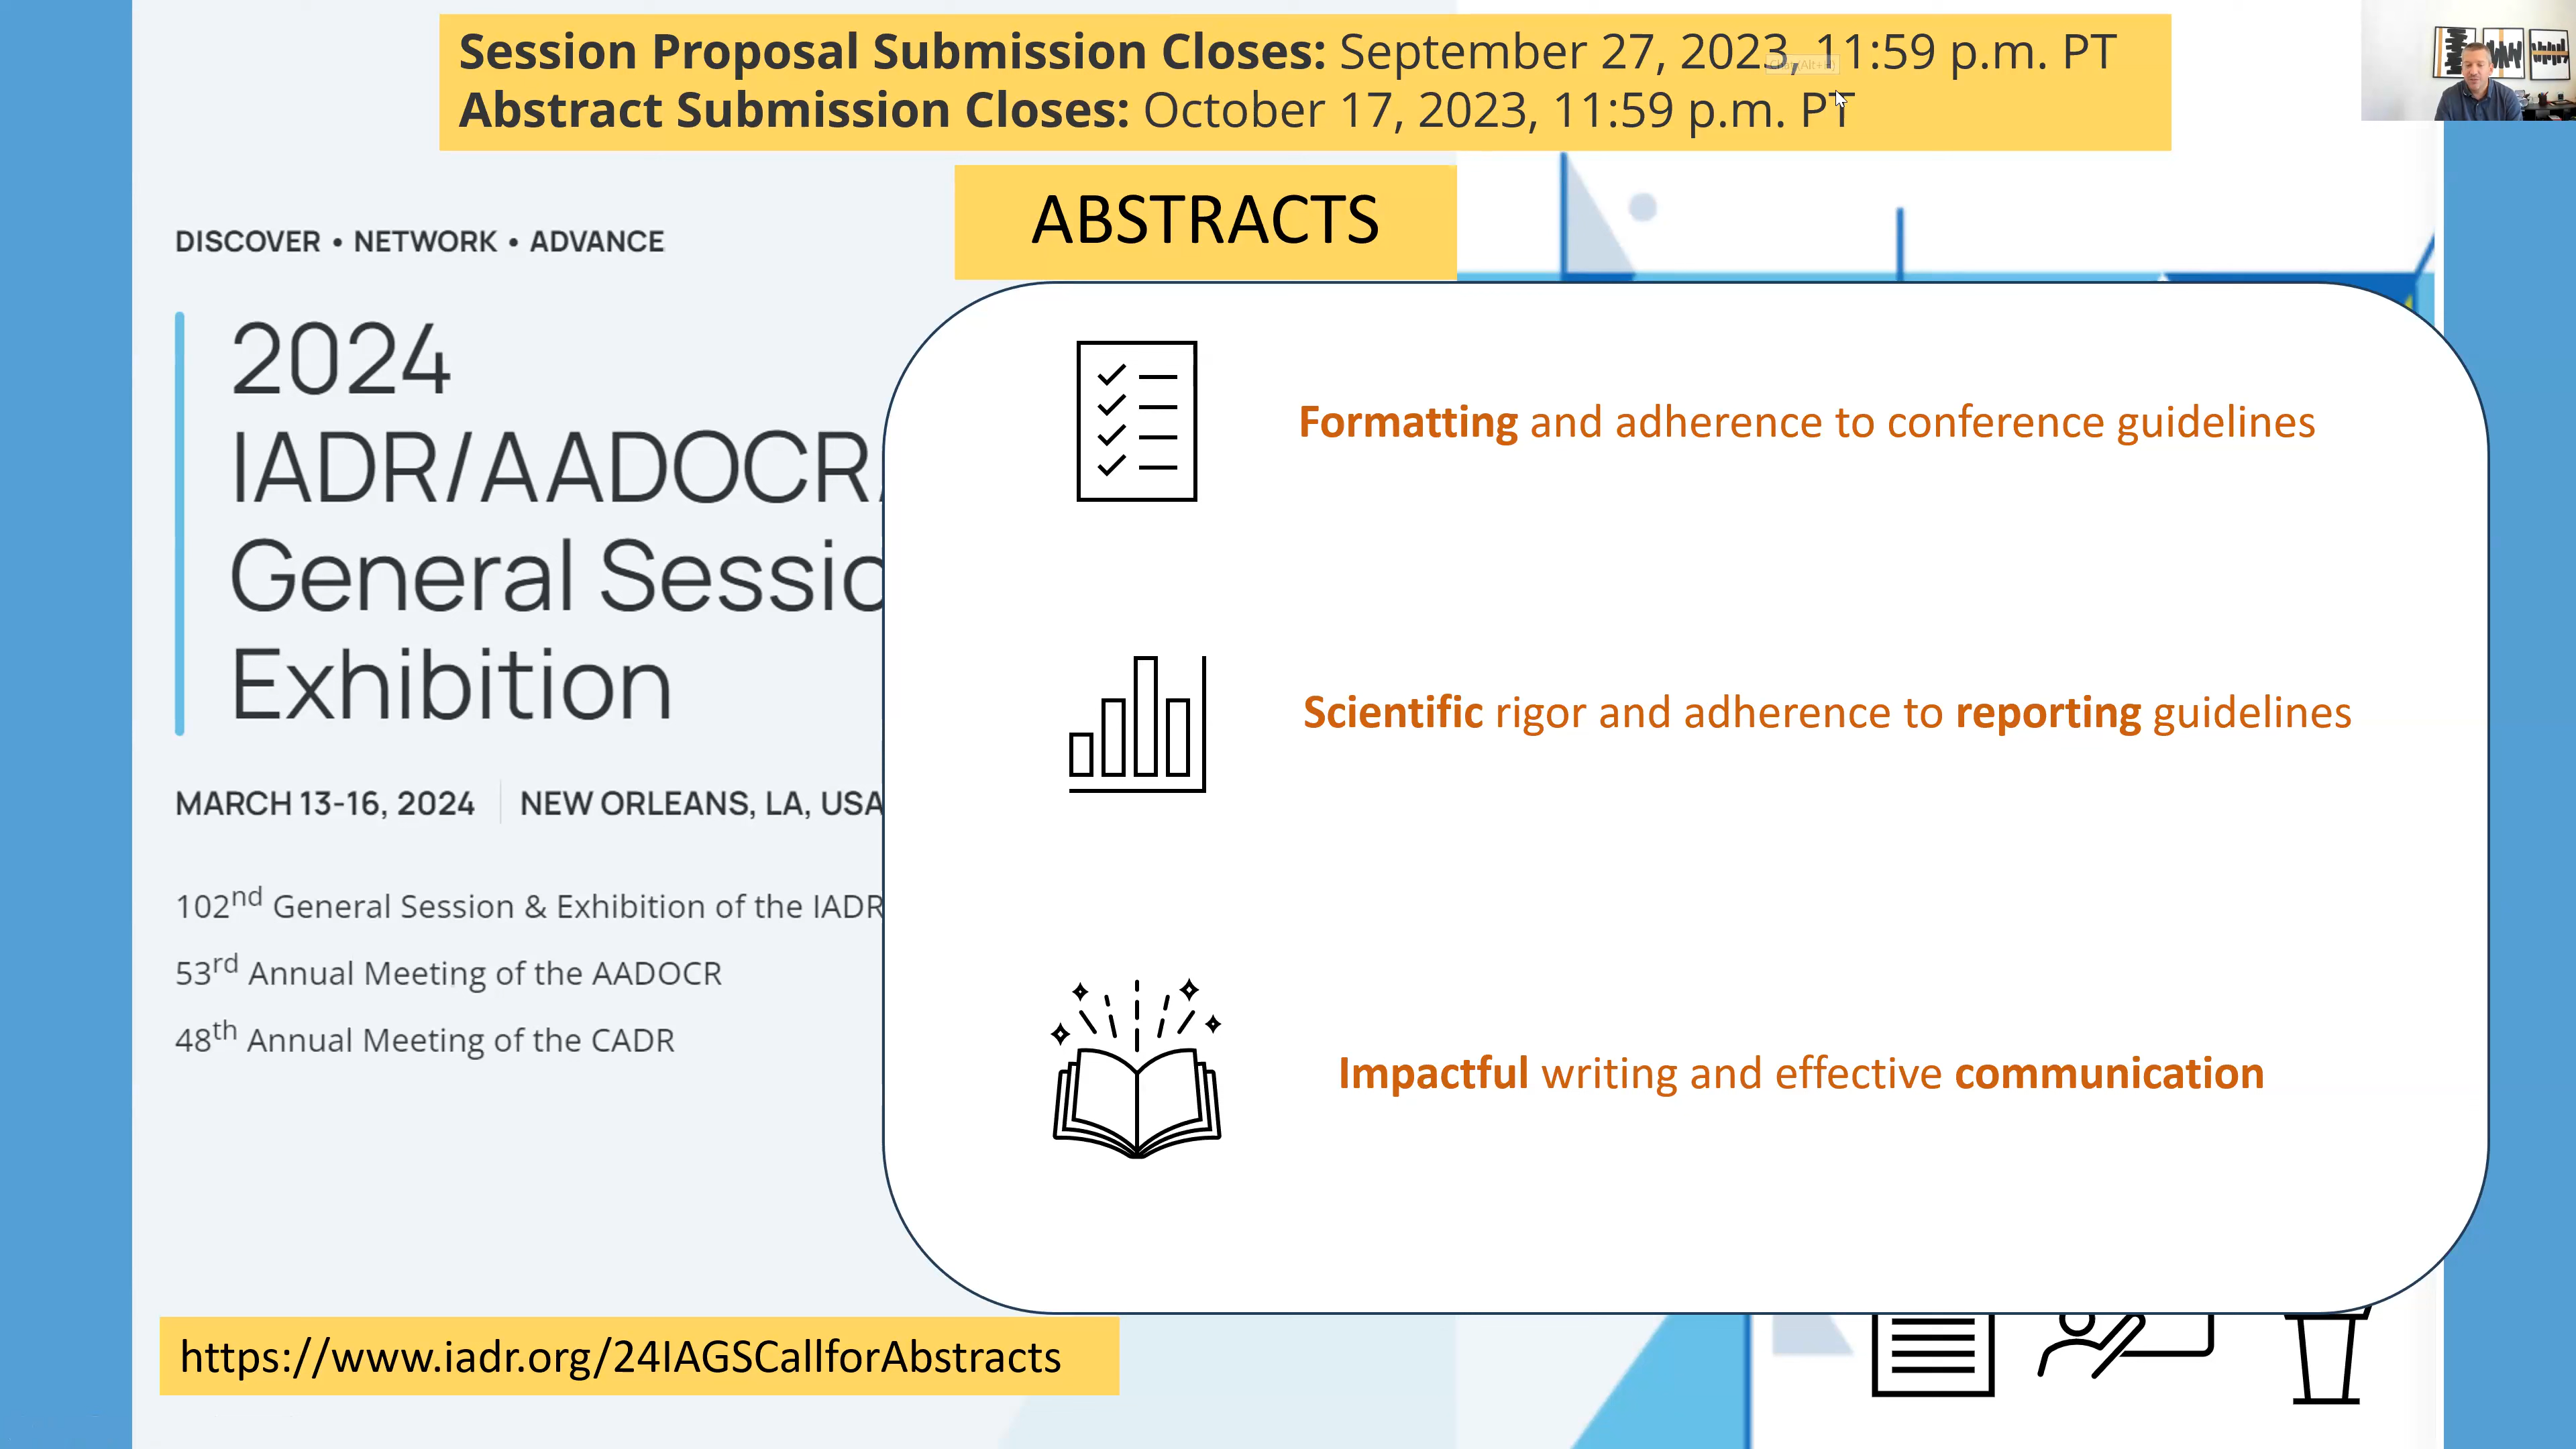 Session Proposal Submission Closes: September 27, 2023, 11:59 p.m. PT
Abstract Submission Closes: October 17, 2023, 11:59 p.m. PT
ABSTRACTS
DISCOVER • NETWORK • ADVANCE
2024
IADR/AADOCR/
General Sessio
Exhibition
MARCH 13-16, 2024 NEW ORLEANS, LA, USA
102nd General Session & Exhibition of the IADR
53rd Annual Meeting of the AADOCR
48th Annual Meeting of the CADR
Formatting and adherence to conference guidelines
Scientific rigor and adherence to reporting guidelines
Impactful writing and effective communication
https://www.iadr.org/24IAGSCallforAbstracts